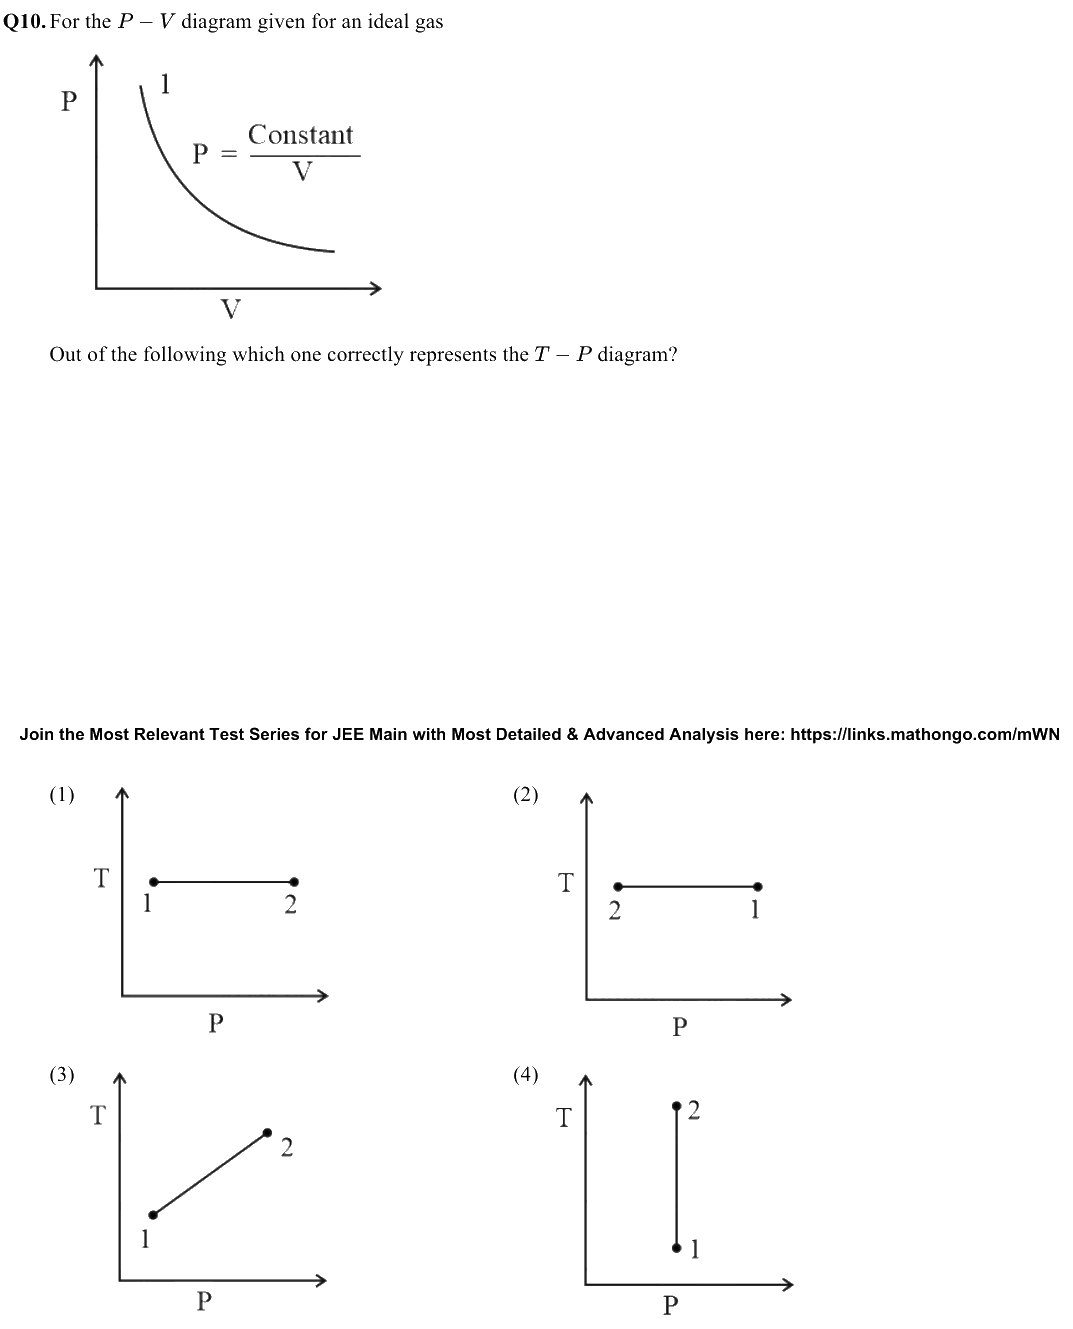 Q10. For the P − V diagram given for an ideal gas
1
P
P = Constant / V
V
Out of the following which one correctly represents the T − P diagram?
Join the Most Relevant Test Series for JEE Main with Most Detailed & Advanced Analysis here: https://links.mathongo.com/mWN
(1)
T
1 2
P
(2)
T
2 1
P
(3)
T
2
1
P
(4)
T
2
1
P